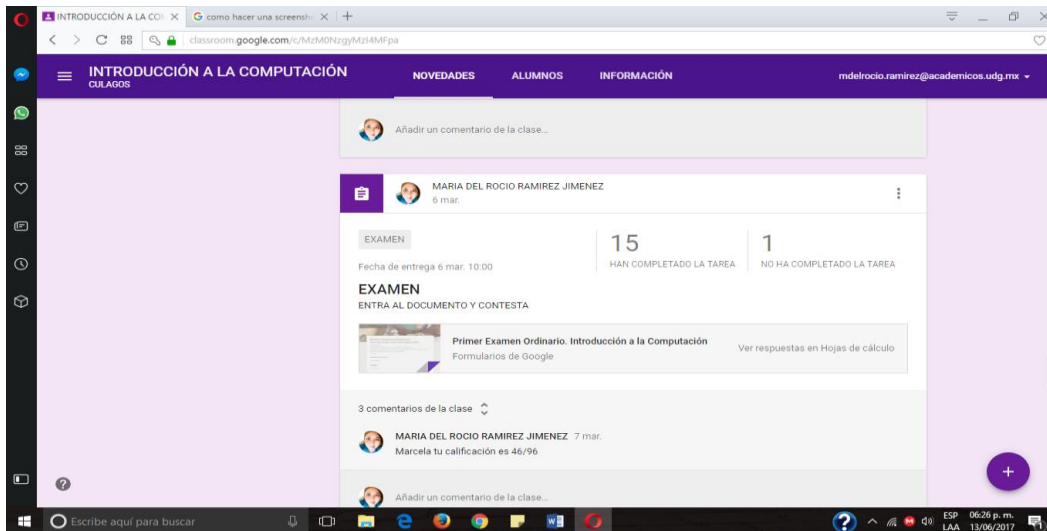 INTRODUCCIÓN A LA COM
como hacer una screensh
classroom.google.com/c/MzM0NzgyMzI4MFpa
INTRODUCCIÓN A LA COMPUTACIÓN
CULAGOS
NOVEDADES
ALUMNOS
INFORMACIÓN
mdelrocio.ramirez@academicos.udg.mx
Añadir un comentario de la clase...
MARIA DEL ROCIO RAMIREZ JIMENEZ
6 mar.
EXAMEN
Fecha de entrega 6 mar. 10:00
15
HAN COMPLETADO LA TAREA
1
NO HA COMPLETADO LA TAREA
EXAMEN
ENTRA AL DOCUMENTO Y CONTESTA
Primer Examen Ordinario. Introducción a la Computación
Formularios de Google
Ver respuestas en Hojas de cálculo
3 comentarios de la clase
MARIA DEL ROCIO RAMIREZ JIMENEZ 7 mar.
Marcela tu calificación es 46/96
Añadir un comentario de la clase...
Escribe aquí para buscar
ESP
LAA
06:26 p. m.
13/06/2017